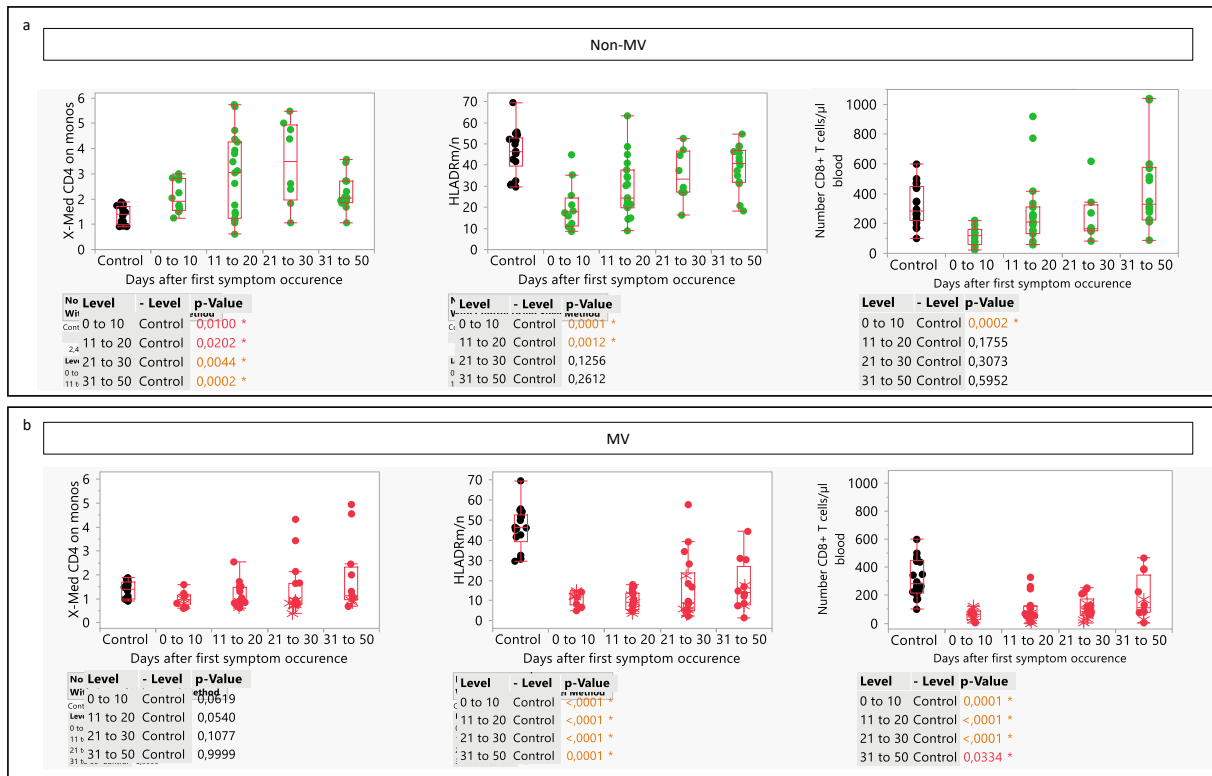 a
Non-MV
X-Med CD4 on monos
6
5
4
3
2
1
0
Control 0 to 10 11 to 20 21 to 30 31 to 50
Days after first symptom occurence
Level - Level p-Value
0 to 10 Control 0,0100 *
11 to 20 Control 0,0202 *
21 to 30 Control 0,0044 *
31 to 50 Control 0,0002 *
HLADRm/n
70
60
50
40
30
20
10
0
Control 0 to 10 11 to 20 21 to 30 31 to 50
Days after first symptom occurence
Level - Level p-Value
0 to 10 Control 0,0001 *
11 to 20 Control 0,0012 *
21 to 30 Control 0,1256
31 to 50 Control 0,2612
Number CD8+ T cells/µl
blood
1000
800
600
400
200
0
Control 0 to 10 11 to 20 21 to 30 31 to 50
Days after first symptom occurence
Level - Level p-Value
0 to 10 Control 0,0002 *
11 to 20 Control 0,1755
21 to 30 Control 0,3073
31 to 50 Control 0,5952
b
MV
X-Med CD4 on monos
6
5
4
3
2
1
0
Control 0 to 10 11 to 20 21 to 30 31 to 50
Days after first symptom occurence
Level - Level p-Value
0 to 10 Control 0,0619
11 to 20 Control 0,0540
21 to 30 Control 0,1077
31 to 50 Control 0,9999
HLADRm/n
70
60
50
40
30
20
10
0
Control 0 to 10 11 to 20 21 to 30 31 to 50
Days after first symptom occurence
Level - Level p-Value
0 to 10 Control <,0001 *
11 to 20 Control <,0001 *
21 to 30 Control <,0001 *
31 to 50 Control 0,0001 *
Number CD8+ T cells/µl
blood
1000
800
600
400
200
0
Control 0 to 10 11 to 20 21 to 30 31 to 50
Days after first symptom occurence
Level - Level p-Value
0 to 10 Control 0,0001 *
11 to 20 Control <,0001 *
21 to 30 Control <,0001 *
31 to 50 Control 0,0334 *